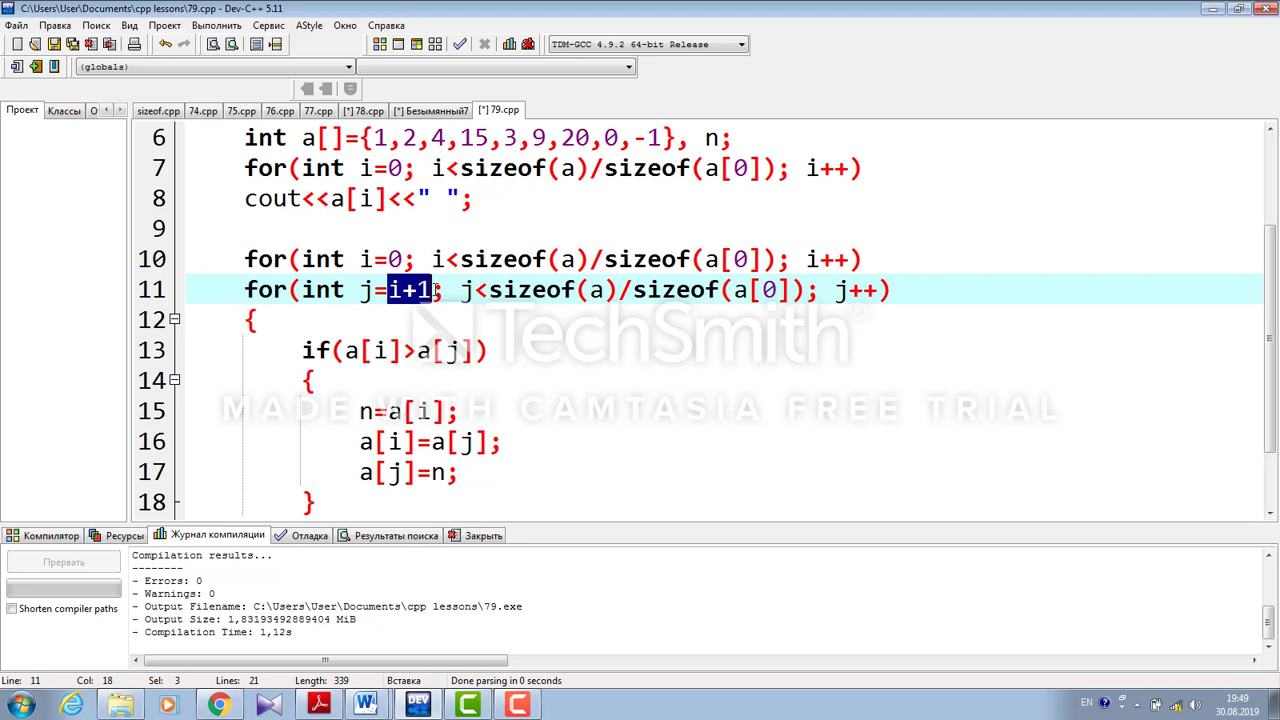 C:\Users\User\Documents\cpp lessons\79.cpp - Dev-C++ 5.11
Файл Правка Поиск Вид Проект Выполнить Сервис AStyle Окно Справка
TDM-GCC 4.9.2 64-bit Release
(globals)
Проект Классы О sizeof.cpp 74.cpp 75.cpp 76.cpp 77.cpp [*] 78.cpp [*] Безымянный7 [*] 79.cpp
6 int a[]={1,2,4,15,3,9,20,0,-1}, n;
7 for(int i=0; i<sizeof(a)/sizeof(a[0]); i++)
8 cout<<a[i]<<" ";
9
10 for(int i=0; i<sizeof(a)/sizeof(a[0]); i++)
11 for(int j=i+1; j<sizeof(a)/sizeof(a[0]); j++)
12 {
TechSmith®
13 if(a[i]>a[j])
14 {
MADE WITH CAMTASIA FREE TRIAL
15 n=a[i];
16 a[i]=a[j];
17 a[j]=n;
18 }
Компилятор Ресурсы Журнал компиляции Отладка Результаты поиска Закрыть
Прервать
Shorten compiler paths
Compilation results...
--------
- Errors: 0
- Warnings: 0
- Output Filename: C:\Users\User\Documents\cpp lessons\79.exe
- Output Size: 1,83193492889404 MiB
- Compilation Time: 1,12s
Line: 11 Col: 18 Sel: 3 Lines: 21 Length: 339 Вставка Done parsing in 0 seconds
EN 19:49
30.08.2019